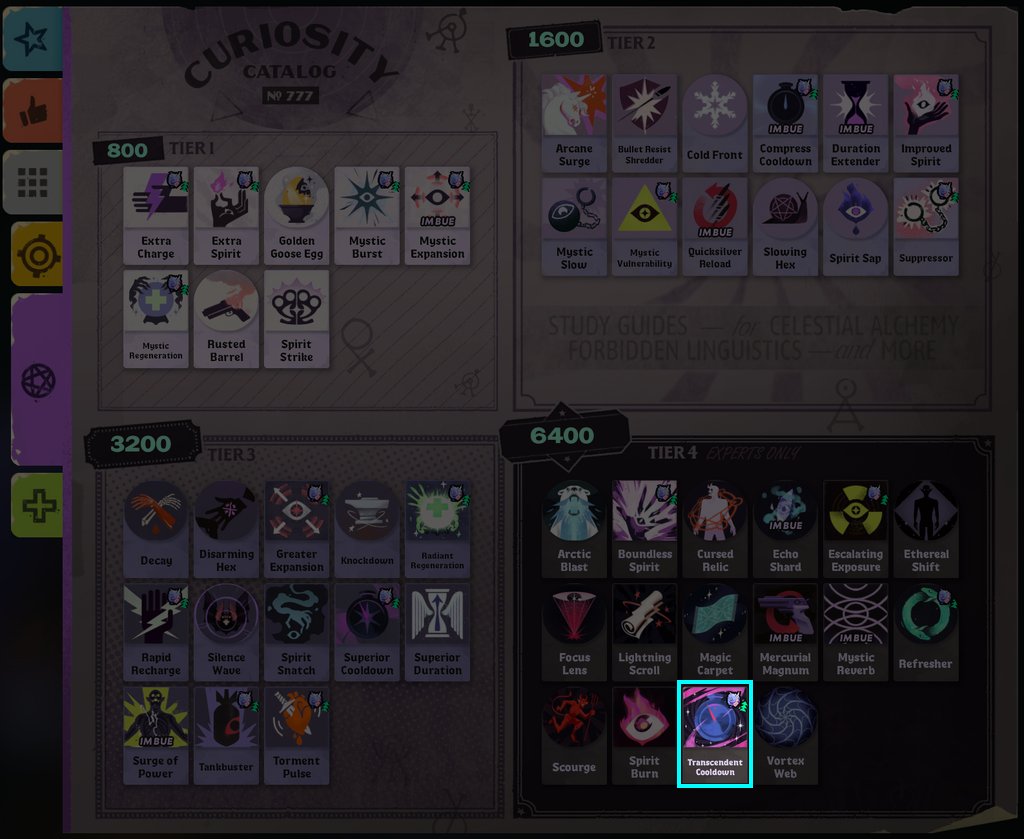 CURIOSITY
CATALOG
Nº 777
800 TIER 1
Extra Charge
Extra Spirit
Golden Goose Egg
Mystic Burst
IMBUE
Mystic Expansion
Mystic Regeneration
Rusted Barrel
Spirit Strike
1600 TIER 2
Arcane Surge
Bullet Resist Shredder
Cold Front
IMBUE
Compress Cooldown
IMBUE
Duration Extender
Improved Spirit
Mystic Slow
Mystic Vulnerability
IMBUE
Quicksilver Reload
Slowing Hex
Spirit Sap
Suppressor
STUDY GUIDES — for CELESTIAL ALCHEMY
FORBIDDEN LINGUISTICS — and MORE
3200 TIER 3
Decay
Disarming Hex
Greater Expansion
Knockdown
Radiant Regeneration
Rapid Recharge
Silence Wave
Spirit Snatch
Superior Cooldown
Superior Duration
IMBUE
Surge of Power
Tankbuster
Torment Pulse
6400 TIER 4 EXPERTS ONLY
Arctic Blast
Boundless Spirit
Cursed Relic
IMBUE
Echo Shard
Escalating Exposure
Ethereal Shift
Focus Lens
Lightning Scroll
Magic Carpet
IMBUE
Mercurial Magnum
IMBUE
Mystic Reverb
Refresher
Scourge
Spirit Burn
Transcendent Cooldown
Vortex Web